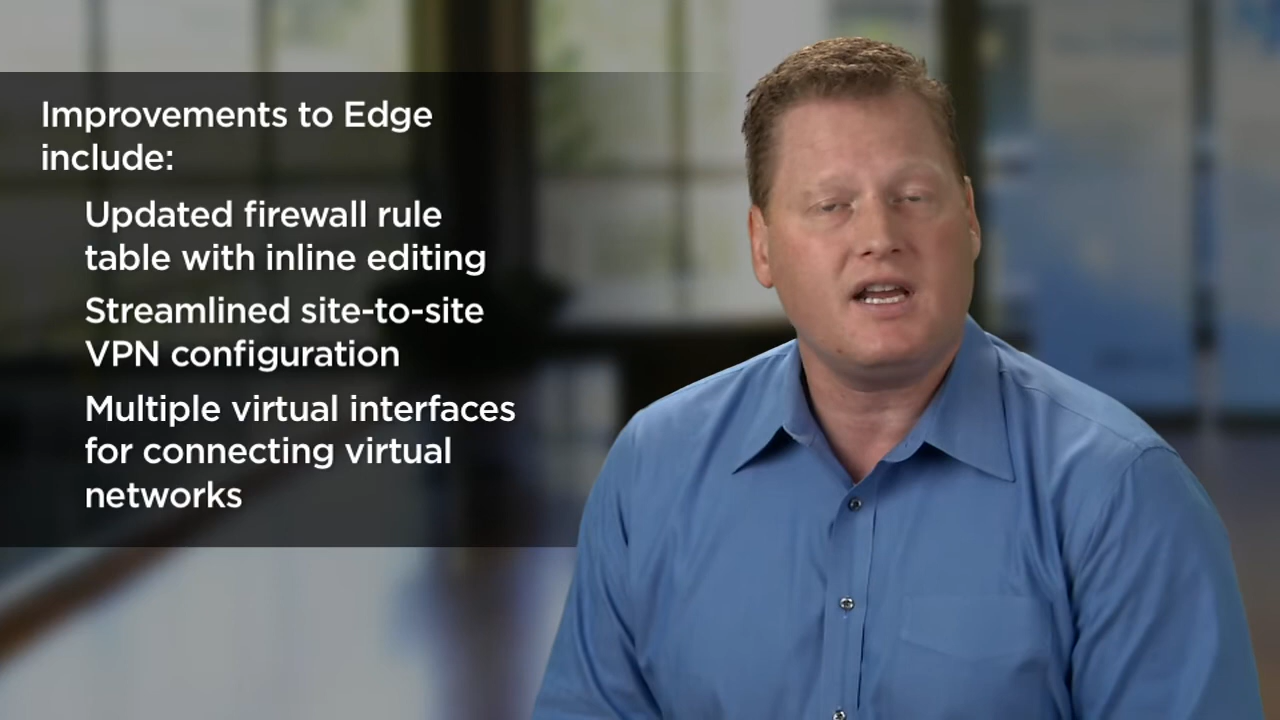 Improvements to Edge
include:
Updated firewall rule
table with inline editing
Streamlined site-to-site
VPN configuration
Multiple virtual interfaces
for connecting virtual
networks